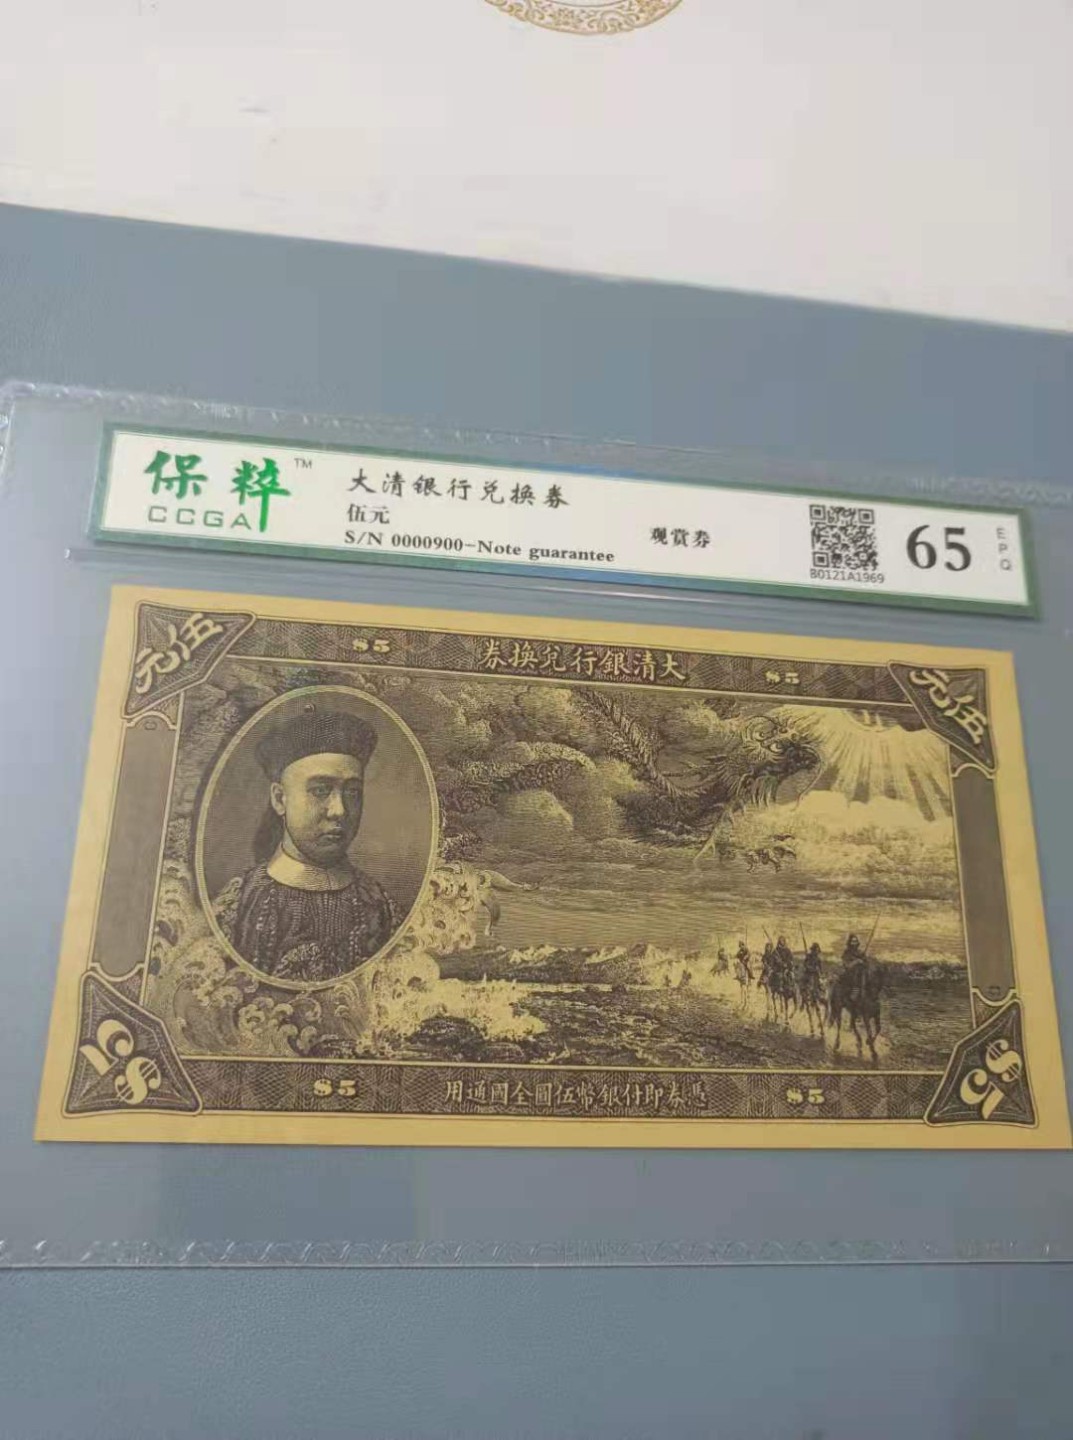 保粹™
CCGA
大清银行兑换券
伍元
S/N 0000900-Note guarantee
观赏券
B0121A1969
65
EPQ
伍元
$5
大清銀行兌換券
$5
伍元
$5
$5
憑券即付銀幣伍圓全國通用
$5
$5